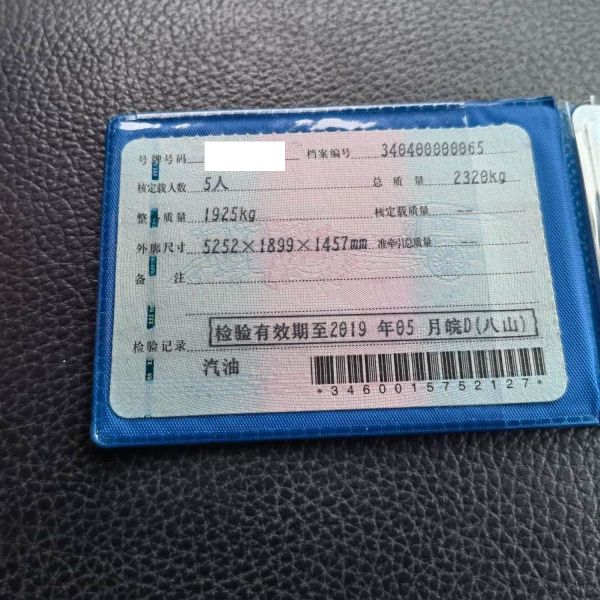 号牌号码 档案编号 340400000065
核定载人数 5人 总质量 2320kg
整备质量 1925kg 核定载质量 --
外廓尺寸 5252×1899×1457mm 准牵引总质量 --
备注
检验有效期至2019 年05 月皖D(八山)
检验记录
汽油
*3460015752127*